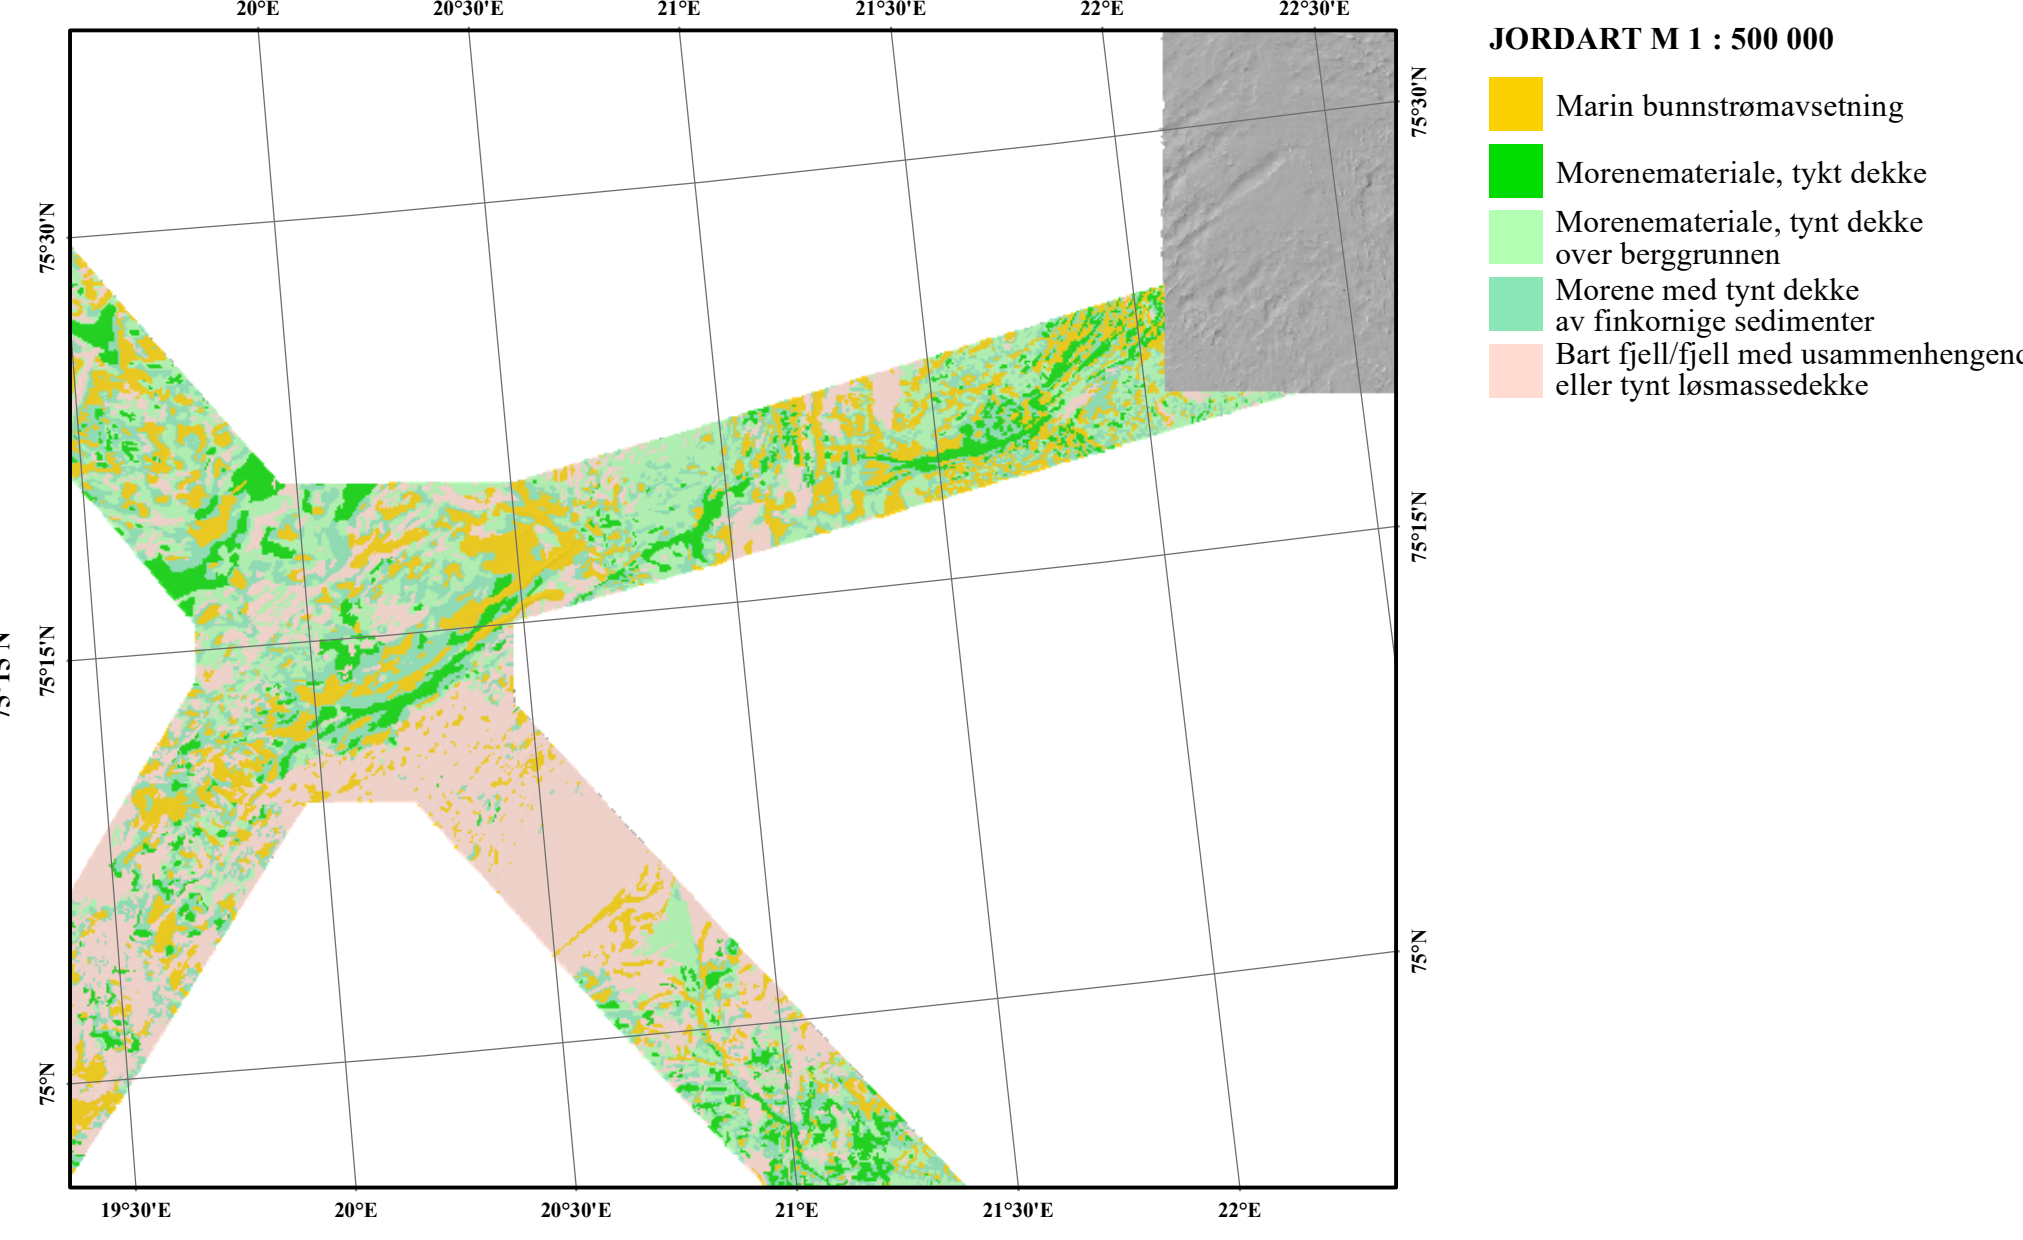 20°E 20°30'E 21°E 21°30'E 22°E 22°30'E
JORDART M 1 : 500 000
Marin bunnstrømavsetning
Morenemateriale, tykt dekke
Morenemateriale, tynt dekke
over berggrunnen
Morene med tynt dekke
av finkornige sedimenter
Bart fjell/fjell med usammenhengend
eller tynt løsmassedekke
75°30'N
75°15'N
75°N
75°30'N
75°15'N
75°N
19°30'E 20°E 20°30'E 21°E 21°30'E 22°E